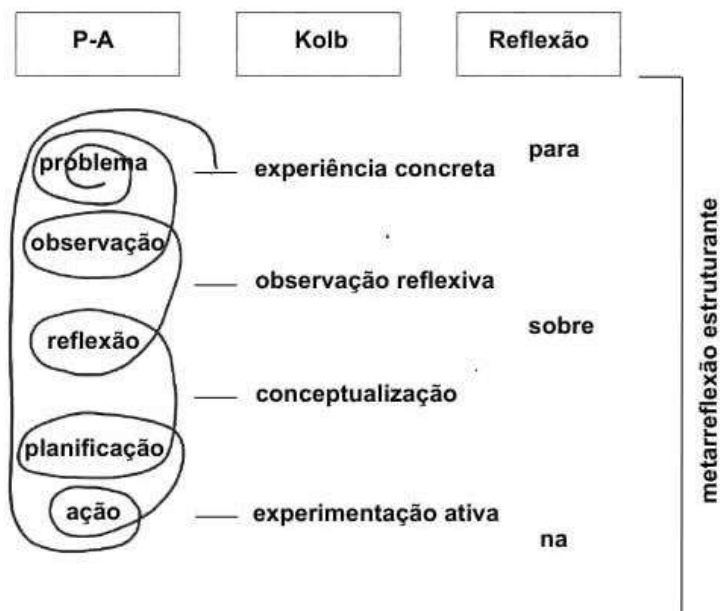 P-A
Kolb
Reflexão
problema
experiência concreta
para
observação
observação reflexiva
reflexão
sobre
conceptualização
planificação
ação
experimentação ativa
na
metarreflexão estruturante